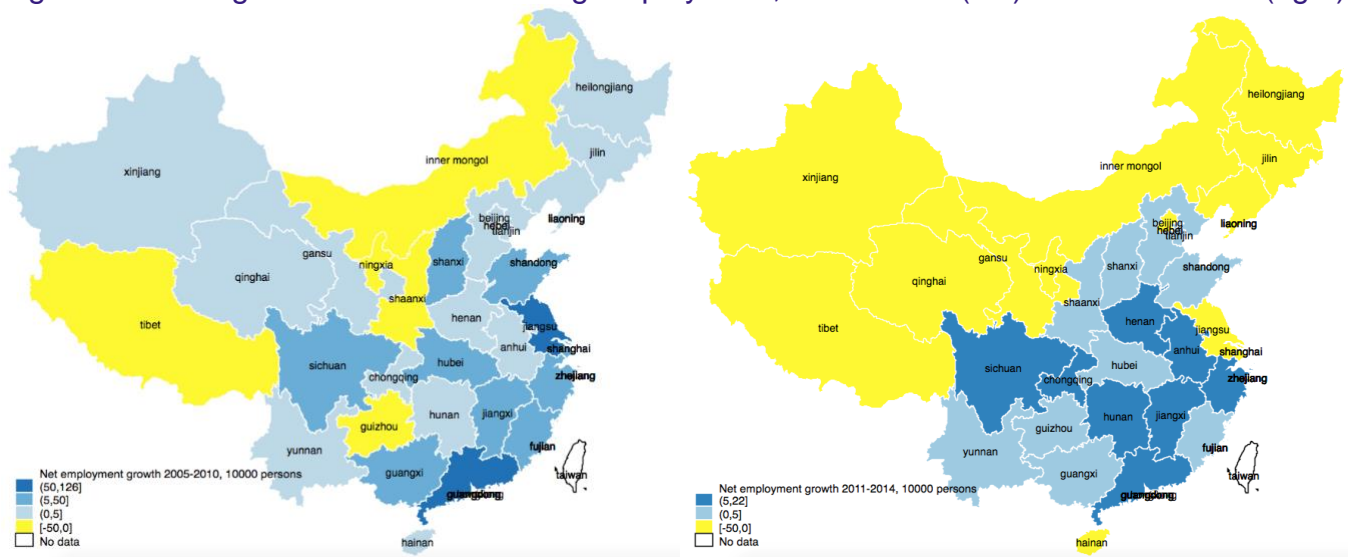 heilongjiang
jilin
inner mongol
xinjiang
liaoning
beijing
hebei
tianjin
gansu
shanxi
shandong
ningxia
qinghai
shaanxi
henan
jiangsu
tibet
anhui
shanghai
sichuan
hubei
zhejiang
chongqing
hunan
jiangxi
guizhou
fujian
yunnan
guangxi
taiwan
guangdong
hainan
Net employment growth 2005-2010, 10000 persons
(50,126]
(5,50]
(0,5]
[-50,0]
No data
heilongjiang
jilin
inner mongol
xinjiang
liaoning
beijing
hebei
tianjin
gansu
shanxi
shandong
ningxia
qinghai
shaanxi
henan
jiangsu
tibet
anhui
shanghai
sichuan
hubei
zhejiang
chongqing
hunan
jiangxi
guizhou
fujian
yunnan
guangxi
taiwan
guangdong
hainan
Net employment growth 2011-2014, 10000 persons
(5,22]
(0,5]
[-50,0]
No data